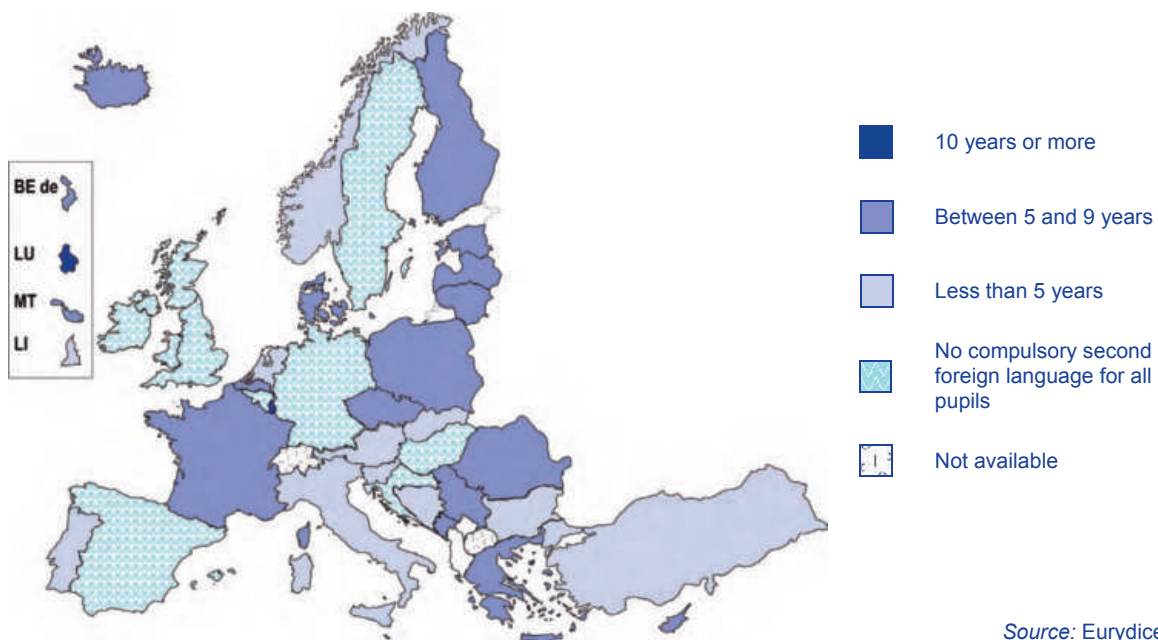 BE de
LU
MT
LI
10 years or more
Between 5 and 9 years
Less than 5 years
No compulsory second
foreign language for all
pupils
Not available
Source: Eurydice